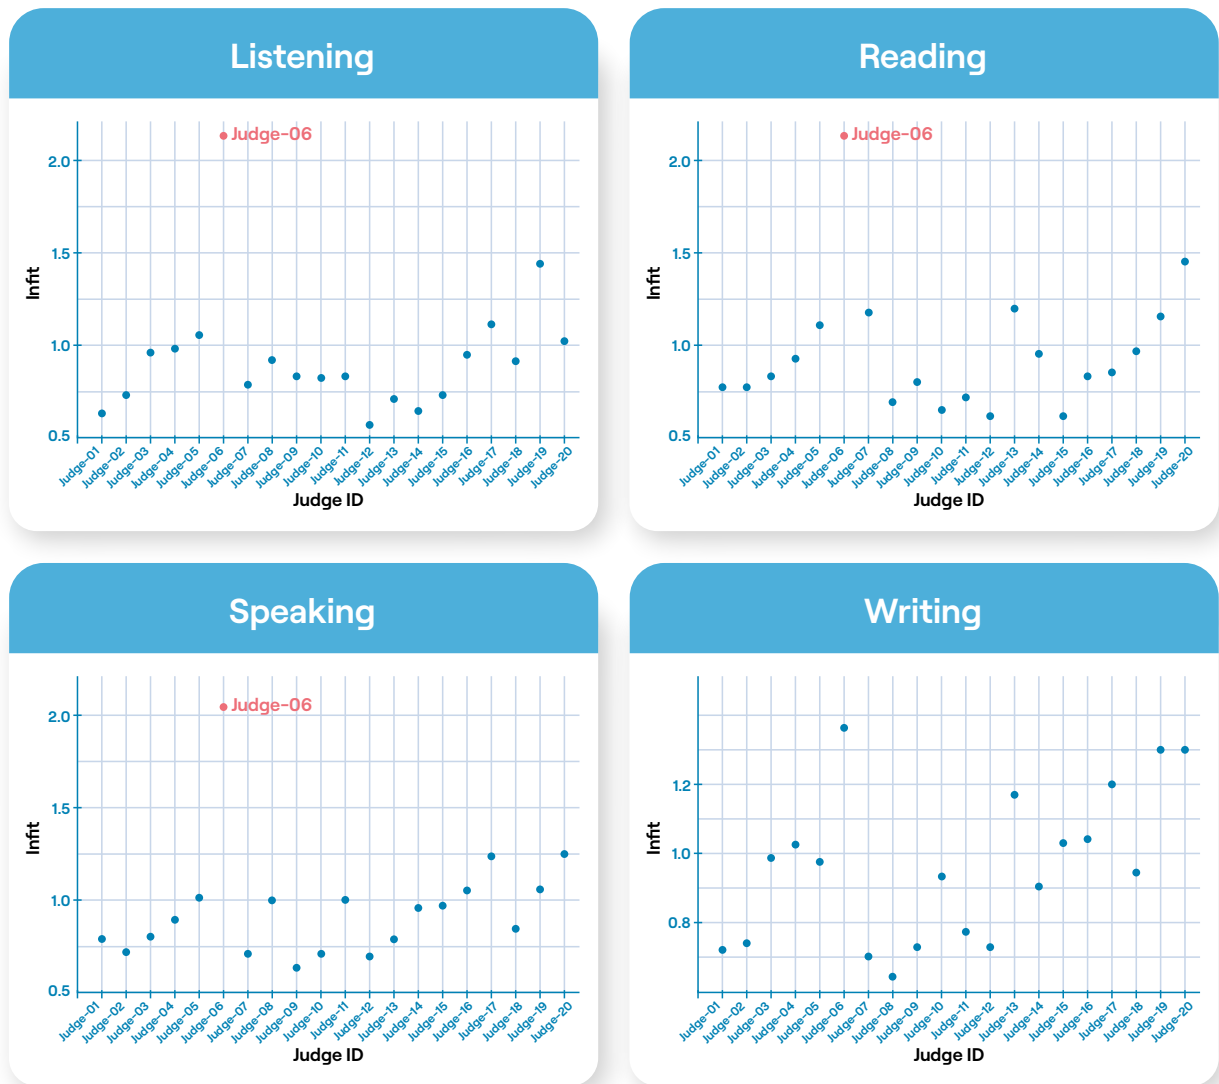 Listening
Judge-06
2.0
1.5
1.0
0.5
Infit
Judge-01 Judge-02 Judge-03 Judge-04 Judge-05 Judge-06 Judge-07 Judge-08 Judge-09 Judge-10 Judge-11 Judge-12 Judge-13 Judge-14 Judge-15 Judge-16 Judge-17 Judge-18 Judge-19 Judge-20
Judge ID
Reading
Judge-06
2.0
1.5
1.0
0.5
Infit
Judge-01 Judge-02 Judge-03 Judge-04 Judge-05 Judge-06 Judge-07 Judge-08 Judge-09 Judge-10 Judge-11 Judge-12 Judge-13 Judge-14 Judge-15 Judge-16 Judge-17 Judge-18 Judge-19 Judge-20
Judge ID
Speaking
Judge-06
2.0
1.5
1.0
0.5
Infit
Judge-01 Judge-02 Judge-03 Judge-04 Judge-05 Judge-06 Judge-07 Judge-08 Judge-09 Judge-10 Judge-11 Judge-12 Judge-13 Judge-14 Judge-15 Judge-16 Judge-17 Judge-18 Judge-19 Judge-20
Judge ID
Writing
1.2
1.0
0.8
Infit
Judge-01 Judge-02 Judge-03 Judge-04 Judge-05 Judge-06 Judge-07 Judge-08 Judge-09 Judge-10 Judge-11 Judge-12 Judge-13 Judge-14 Judge-15 Judge-16 Judge-17 Judge-18 Judge-19 Judge-20
Judge ID